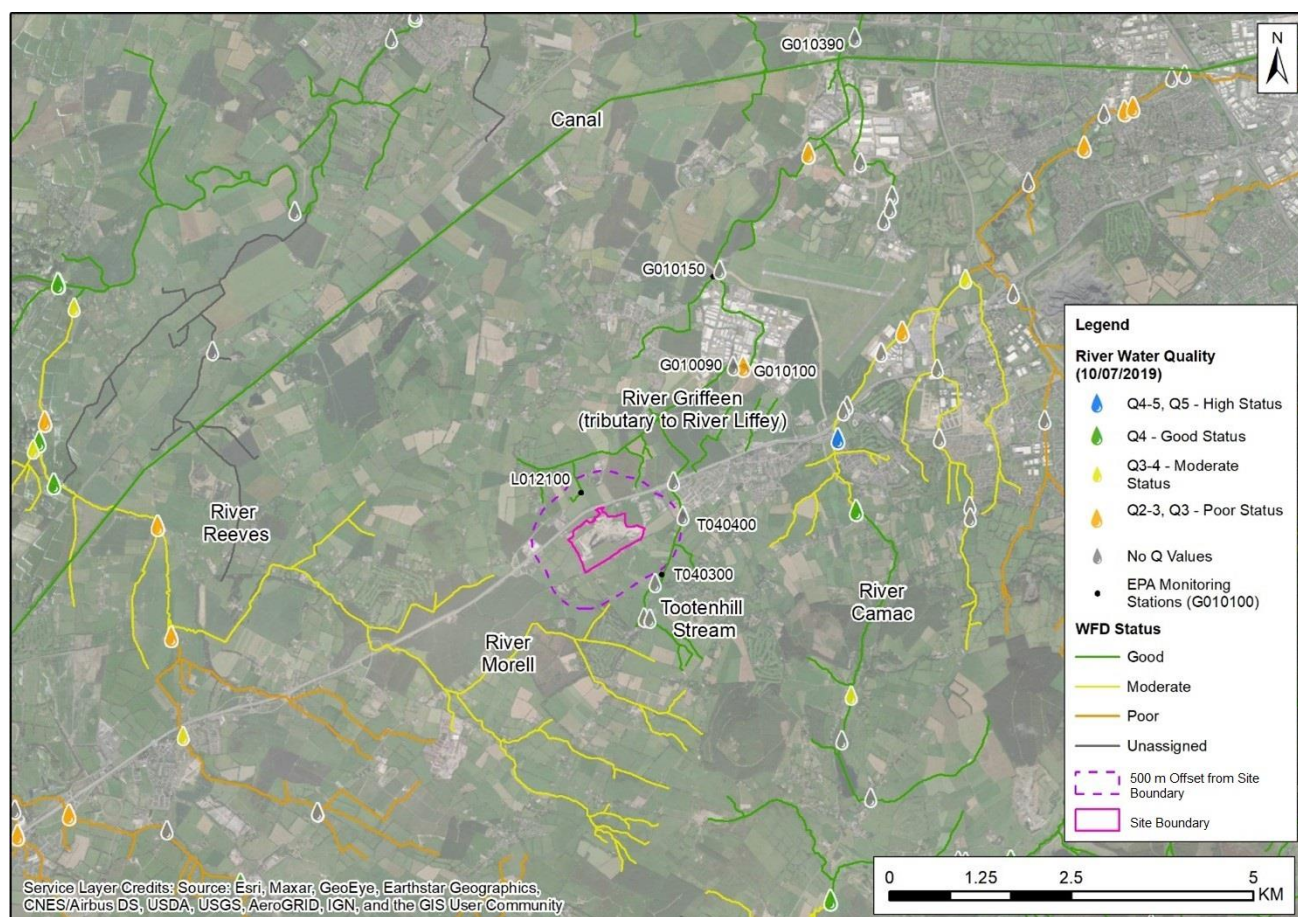 G010390
N
Canal
G010150
G010090
G010100
River Griffeen
(tributary to River Liffey)
L012100
River
Reeves
T040400
T040300
Tootenhill
Stream
River
Camac
River
Morell
Legend
River Water Quality
(10/07/2019)
Q4-5, Q5 - High Status
Q4 - Good Status
Q3-4 - Moderate
Status
Q2-3, Q3 - Poor Status
No Q Values
EPA Monitoring
Stations (G010100)
WFD Status
Good
Moderate
Poor
Unassigned
500 m Offset from Site
Boundary
Site Boundary
0 1.25 2.5 5
KM
Service Layer Credits: Source: Esri, Maxar, GeoEye, Earthstar Geographics,
CNES/Airbus DS, USDA, USGS, AeroGRID, IGN, and the GIS User Community